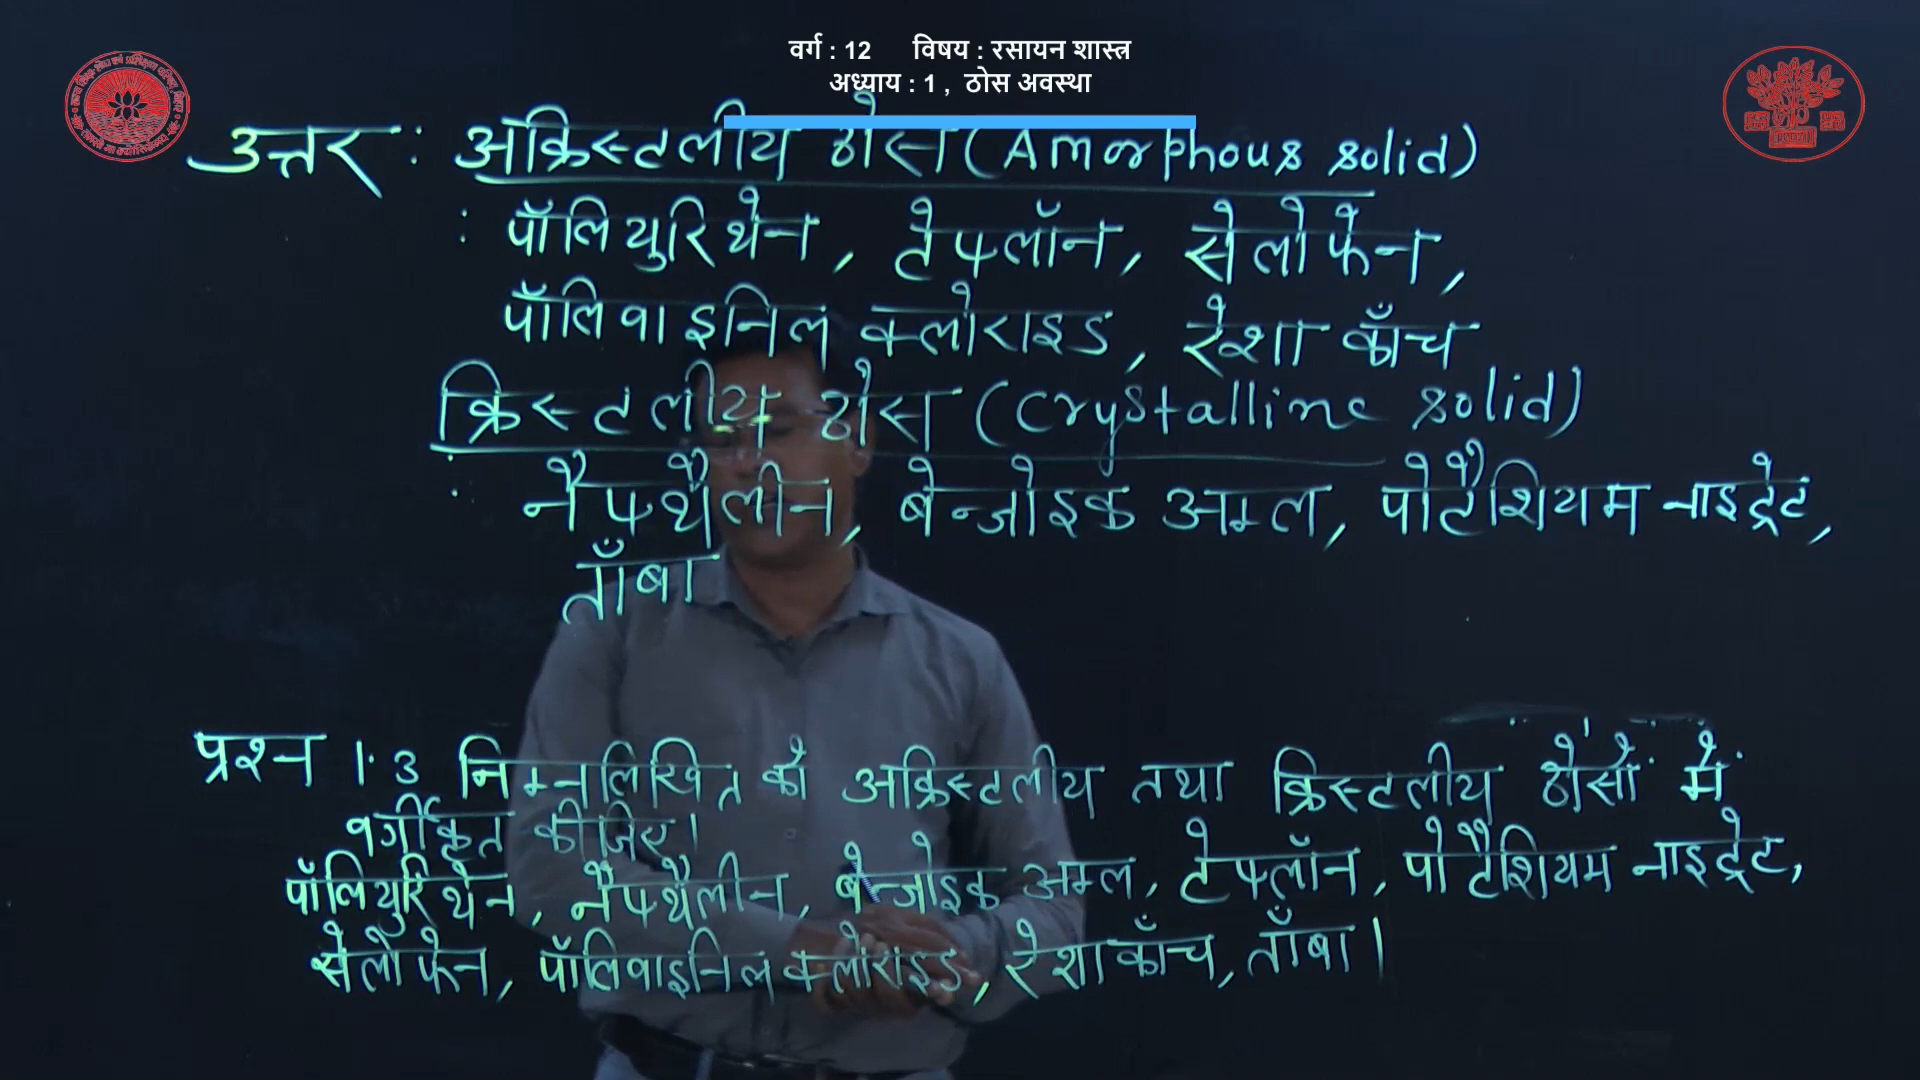 वर्ग : 12 विषय : रसायन शास्त्र
अध्याय : 1 , ठोस अवस्था
उत्तर : अक्रिस्टलीय ठोस (Amorphous solid)
: पॉलियुरिथेन, टेफ्लॉन, सेलोफेन,
पॉलिवाइनिल क्लोराइड, रेशा काँच
क्रिस्टलीय ठोस (Crystalline solid)
: नैफ्थैलीन, बेन्जोइक अम्ल, पोटैशियम नाइट्रेट,
ताँबा
प्रश्न 1.3 निम्नलिखित को अक्रिस्टलीय तथा क्रिस्टलीय ठोसों में
वर्गीकृत कीजिए।
पॉलियुरिथेन, नैफ्थैलीन, बेन्जोइक अम्ल, टेफ्लॉन, पोटैशियम नाइट्रेट,
सेलोफेन, पॉलिवाइनिल क्लोराइड, रेशा काँच, ताँबा।